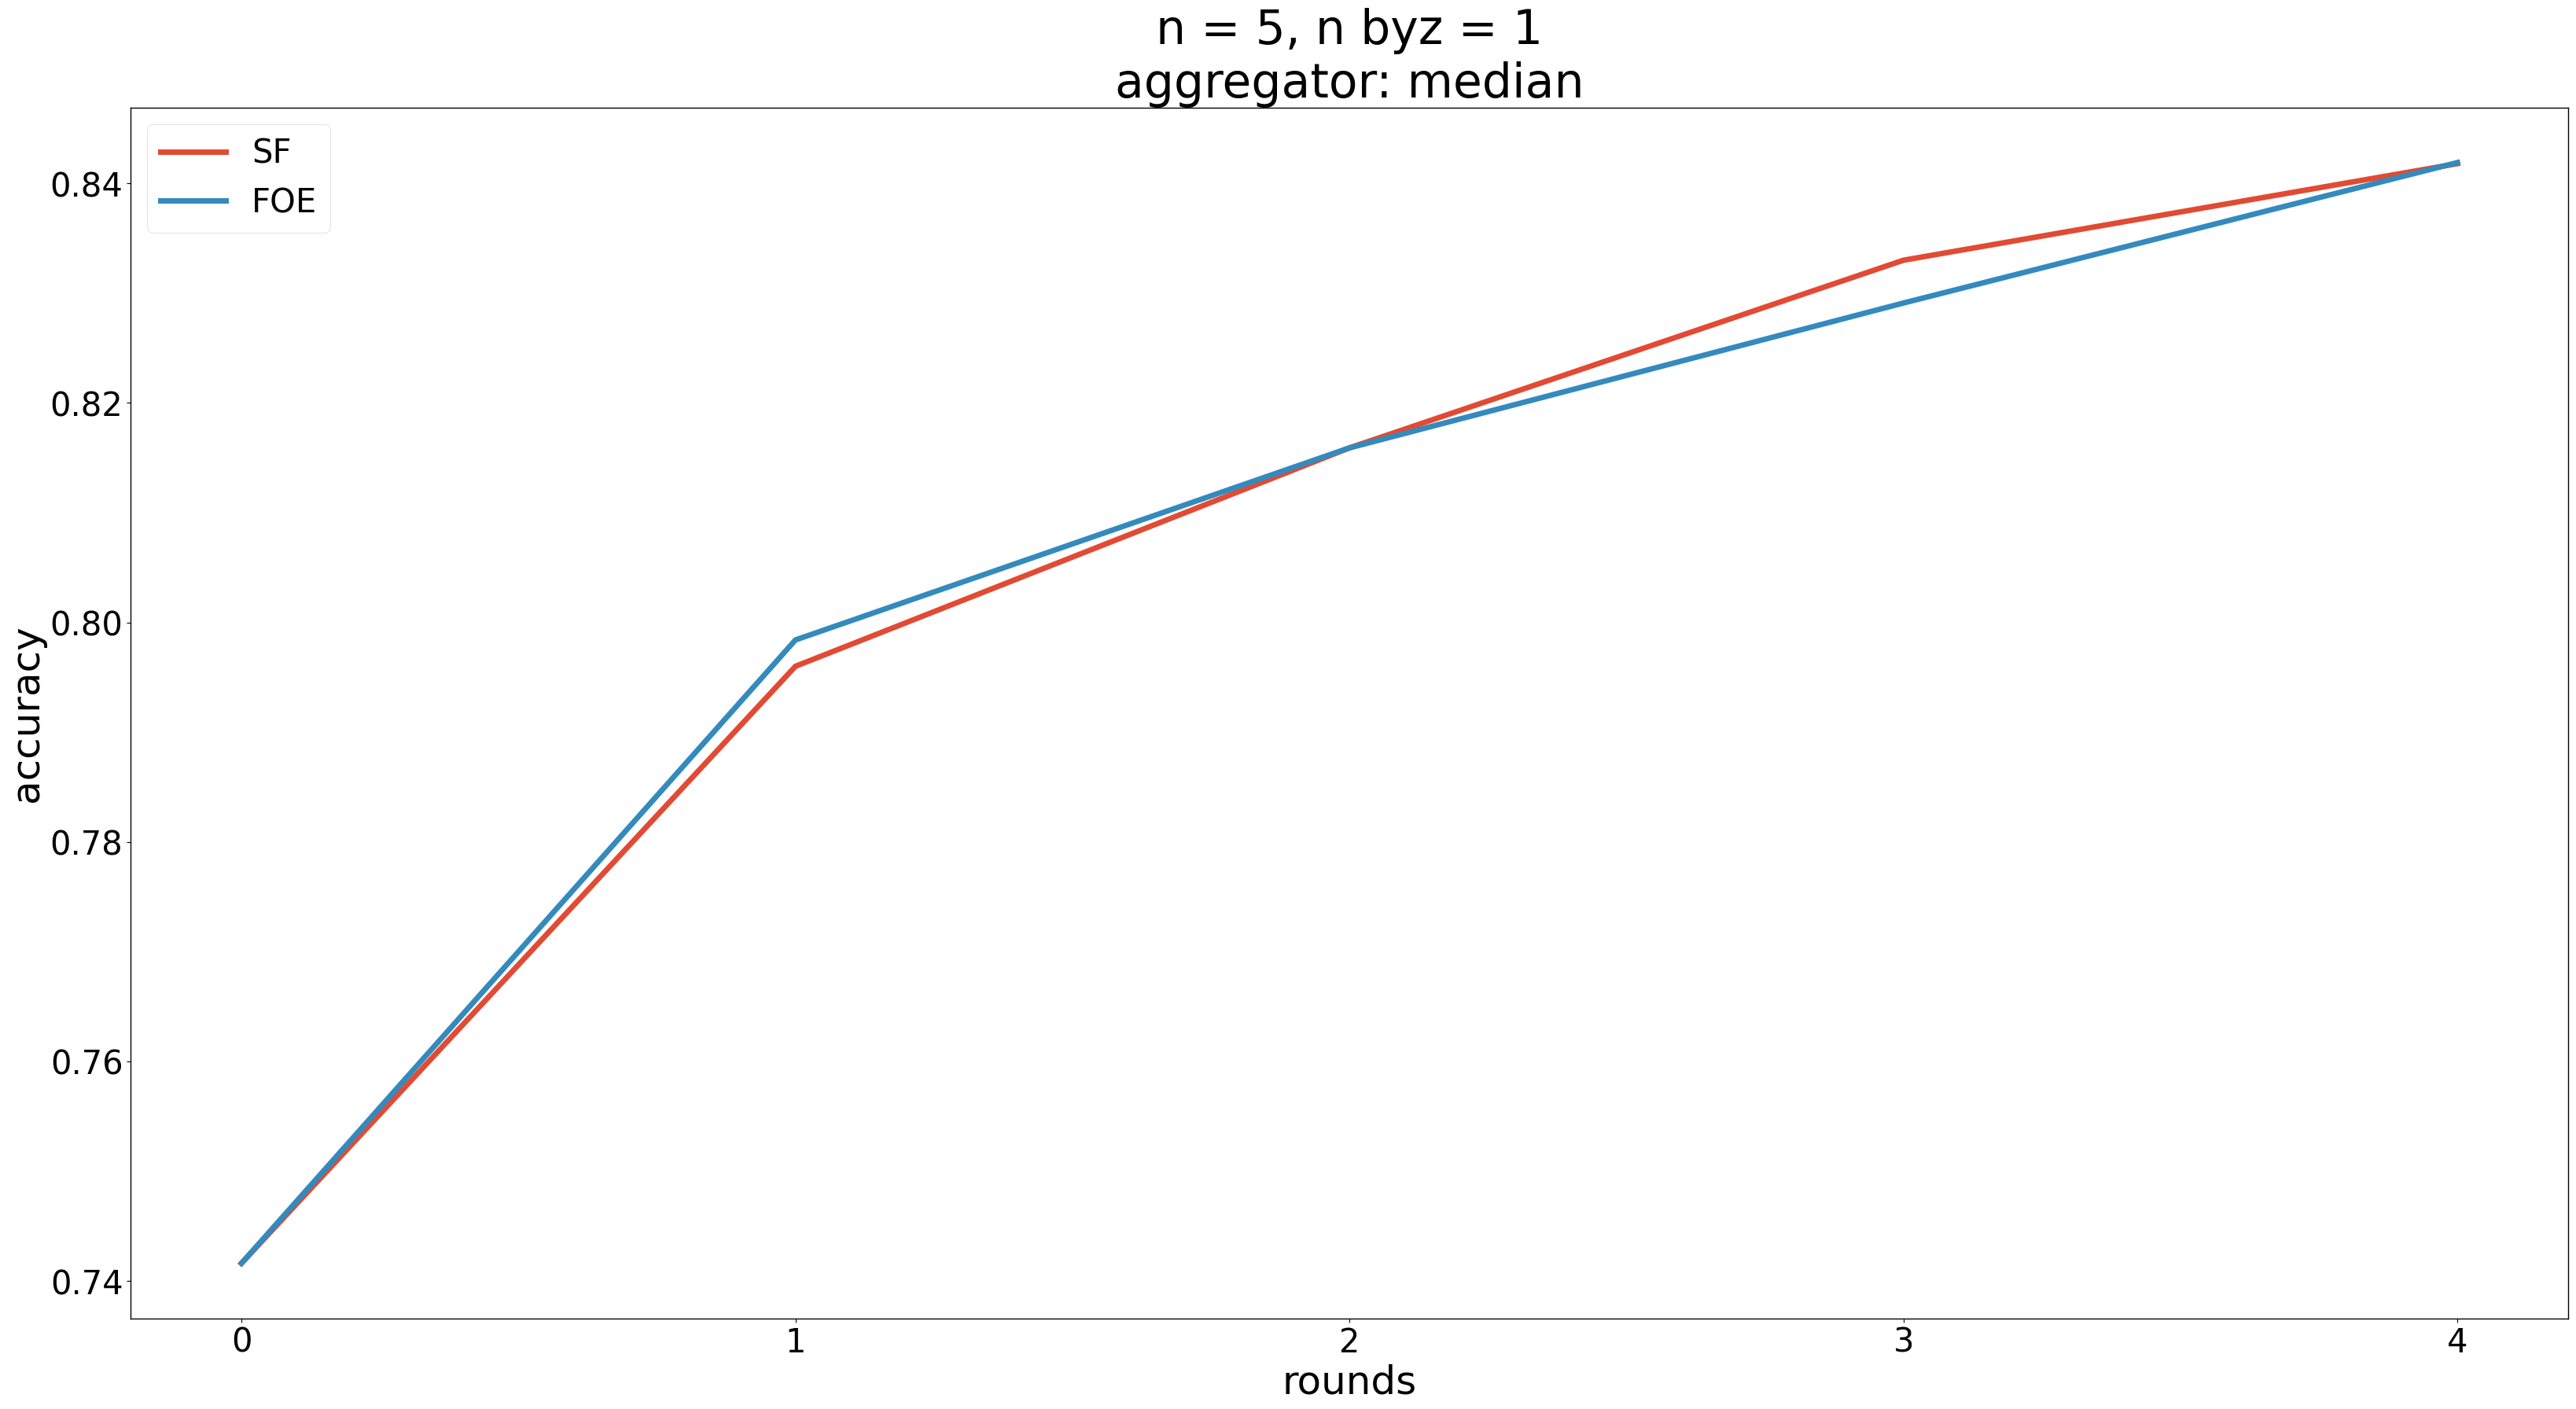 n = 5, n byz = 1
aggregator: median
SF
FOE
0.84
0.82
0.80
0.78
0.76
0.74
accuracy
0
1
2
3
4
rounds